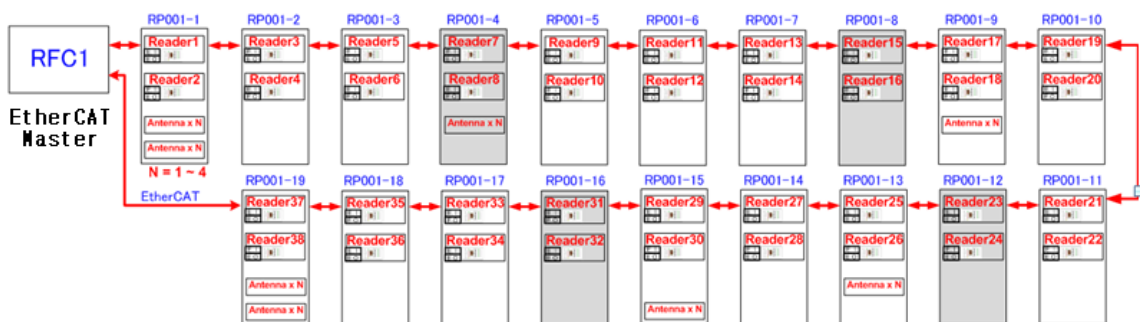 RP001-1 RP001-2 RP001-3 RP001-4 RP001-5 RP001-6 RP001-7 RP001-8 RP001-9 RP001-10
RFC1
Reader1 Reader3 Reader5 Reader7 Reader9 Reader11 Reader13 Reader15 Reader17 Reader19
Reader2 Reader4 Reader6 Reader8 Reader10 Reader12 Reader14 Reader16 Reader18 Reader20
EtherCAT
Master
Antenna x N Antenna x N Antenna x N
Antenna x N
N = 1 ~ 4
RP001-19 RP001-18 RP001-17 RP001-16 RP001-15 RP001-14 RP001-13 RP001-12 RP001-11
EtherCAT
Reader37 Reader35 Reader33 Reader31 Reader29 Reader27 Reader25 Reader23 Reader21
Reader38 Reader36 Reader34 Reader32 Reader30 Reader28 Reader26 Reader24 Reader22
Antenna x N Antenna x N
Antenna x N Antenna x N